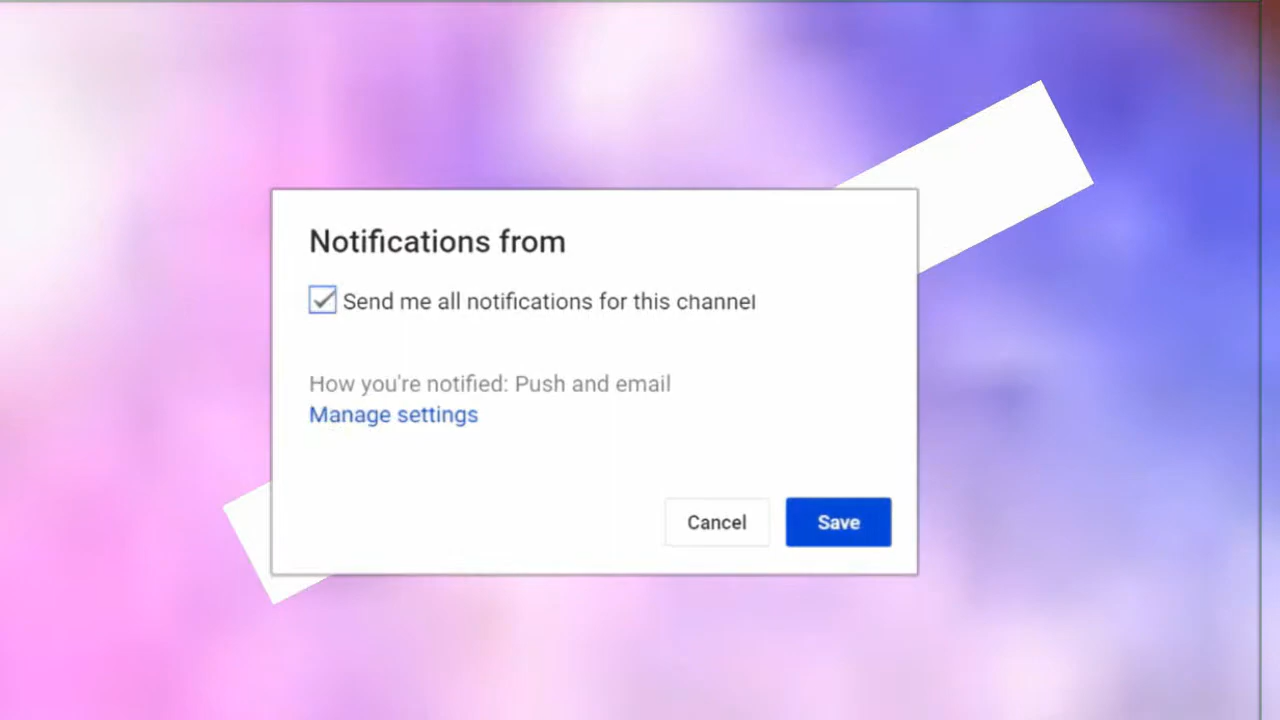 Notifications from
Send me all notifications for this channel
How you're notified: Push and email
Manage settings
Cancel Save